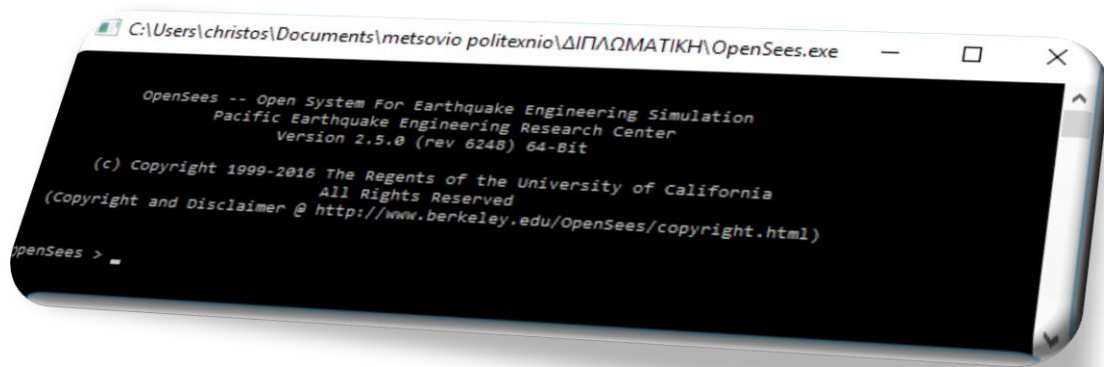 C:\Users\christos\Documents\metsovio politexnio\ΔΙΠΛΩΜΑΤΙΚΗ\OpenSees.exe
OpenSees -- Open System For Earthquake Engineering Simulation
Pacific Earthquake Engineering Research Center
Version 2.5.0 (rev 6248) 64-Bit
(c) Copyright 1999-2016 The Regents of the University of California
All Rights Reserved
(Copyright and Disclaimer @ http://www.berkeley.edu/OpenSees/copyright.html)
OpenSees > _